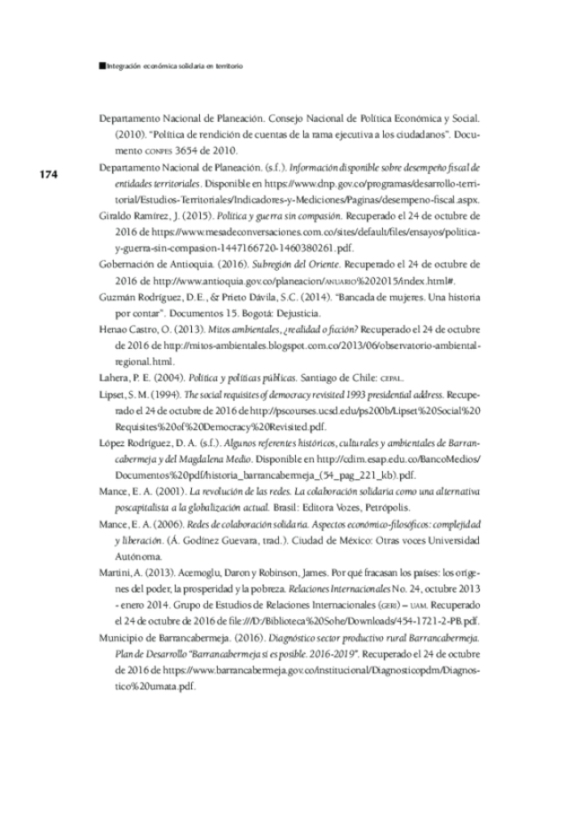 Integración económica solidaria en territorio
174
Departamento Nacional de Planeación. Consejo Nacional de Política Económica y Social.
(2010). “Política de rendición de cuentas de la rama ejecutiva a los ciudadanos”. Docu-
mento CONPES 3654 de 2010.
Departamento Nacional de Planeación. (s.f.). Información disponible sobre desempeño fiscal de
entidades territoriales. Disponible en https://www.dnp.gov.co/programas/desarrollo-terri-
torial/Estudios-Territoriales/Indicadores-y-Mediciones/Paginas/desempeno-fiscal.aspx.
Giraldo Ramírez, J. (2015). Política y guerra sin compasión. Recuperado el 24 de octubre de
2016 de https://www.mesadeconversaciones.com.co/sites/default/files/ensayos/politica-
y-guerra-sin-compasion-1447166720-1460380261.pdf.
Gobernación de Antioquia. (2016). Subregión del Oriente. Recuperado el 24 de octubre de
2016 de http://www.antioquia.gov.co/planeacion/ANUARIO%202015/index.html#.
Guzmán Rodríguez, D.E., & Prieto Dávila, S.C. (2014). “Bancada de mujeres. Una historia
por contar”. Documentos 15. Bogotá: Dejusticia.
Henao Castro, O. (2013). Mitos ambientales, ¿realidad o ficción? Recuperado el 24 de octubre
de 2016 de http://mitos-ambientales.blogspot.com.co/2013/06/observatorio-ambiental-
regional.html.
Lahera, P. E. (2004). Política y políticas públicas. Santiago de Chile: CEPAL.
Lipset, S. M. (1994). The social requisites of democracy revisited 1993 presidential address. Recupe-
rado el 24 de octubre de 2016 de http://pscourses.ucsd.edu/ps200b/Lipset%20Social%20
Requisites%20of%20Democracy%20Revisited.pdf.
López Rodríguez, D. A. (s.f.). Algunos referentes históricos, culturales y ambientales de Barran-
cabermeja y del Magdalena Medio. Disponible en http://cdim.esap.edu.co/BancoMedios/
Documentos%20pdf/historia_barrancabermeja_(54_pag_221_kb).pdf.
Mance, E. A. (2001). La revolución de las redes. La colaboración solidaria como una alternativa
poscapitalista a la globalización actual. Brasil: Editora Vozes, Petrópolis.
Mance, E. A. (2006). Redes de colaboración solidaria. Aspectos económico-filosóficos: complejidad
y liberación. (Á. Godínez Guevara, trad.). Ciudad de México: Otras voces Universidad
Autónoma.
Martini, A. (2013). Acemoglu, Daron y Robinson, James. Por qué fracasan los países: los oríge-
nes del poder, la prosperidad y la pobreza. Relaciones Internacionales No. 24, octubre 2013
- enero 2014. Grupo de Estudios de Relaciones Internacionales (GERI) – UAM. Recuperado
el 24 de octubre de 2016 de file:///D:/Biblioteca%20Sohe/Downloads/454-1721-2-PB.pdf.
Municipio de Barrancabermeja. (2016). Diagnóstico sector productivo rural Barrancabermeja.
Plan de Desarrollo “Barrancabermeja si es posible. 2016-2019”. Recuperado el 24 de octubre
de 2016 de https://www.barrancabermeja.gov.co/institucional/Diagnosticopdm/Diagnos-
tico%20umata.pdf.